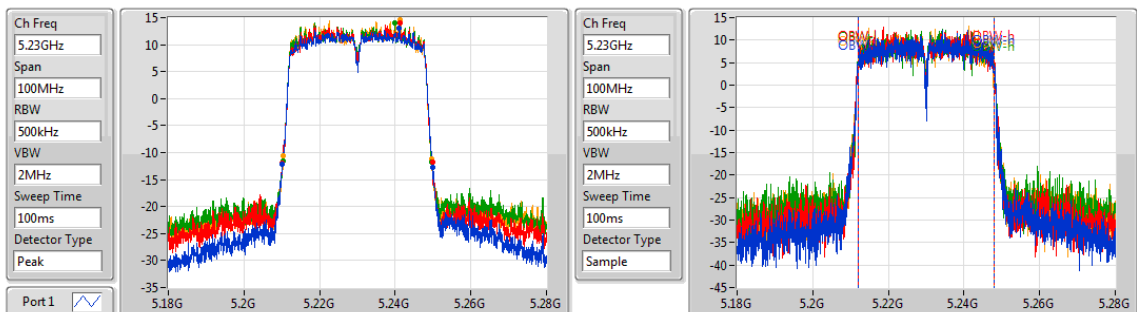 Ch Freq
5.23GHz
Span
100MHz
RBW
500kHz
VBW
2MHz
Sweep Time
100ms
Detector Type
Peak
Port 1
15
10
5
0
-5
-10
-15
-20
-25
-30
-35
5.18G 5.2G 5.22G 5.24G 5.26G 5.28G
Ch Freq
5.23GHz
Span
100MHz
RBW
500kHz
VBW
2MHz
Sweep Time
100ms
Detector Type
Sample
15
10
5
0
-5
-10
-15
-20
-25
-30
-35
-40
-45
OBW-h
5.18G 5.2G 5.22G 5.24G 5.26G 5.28G